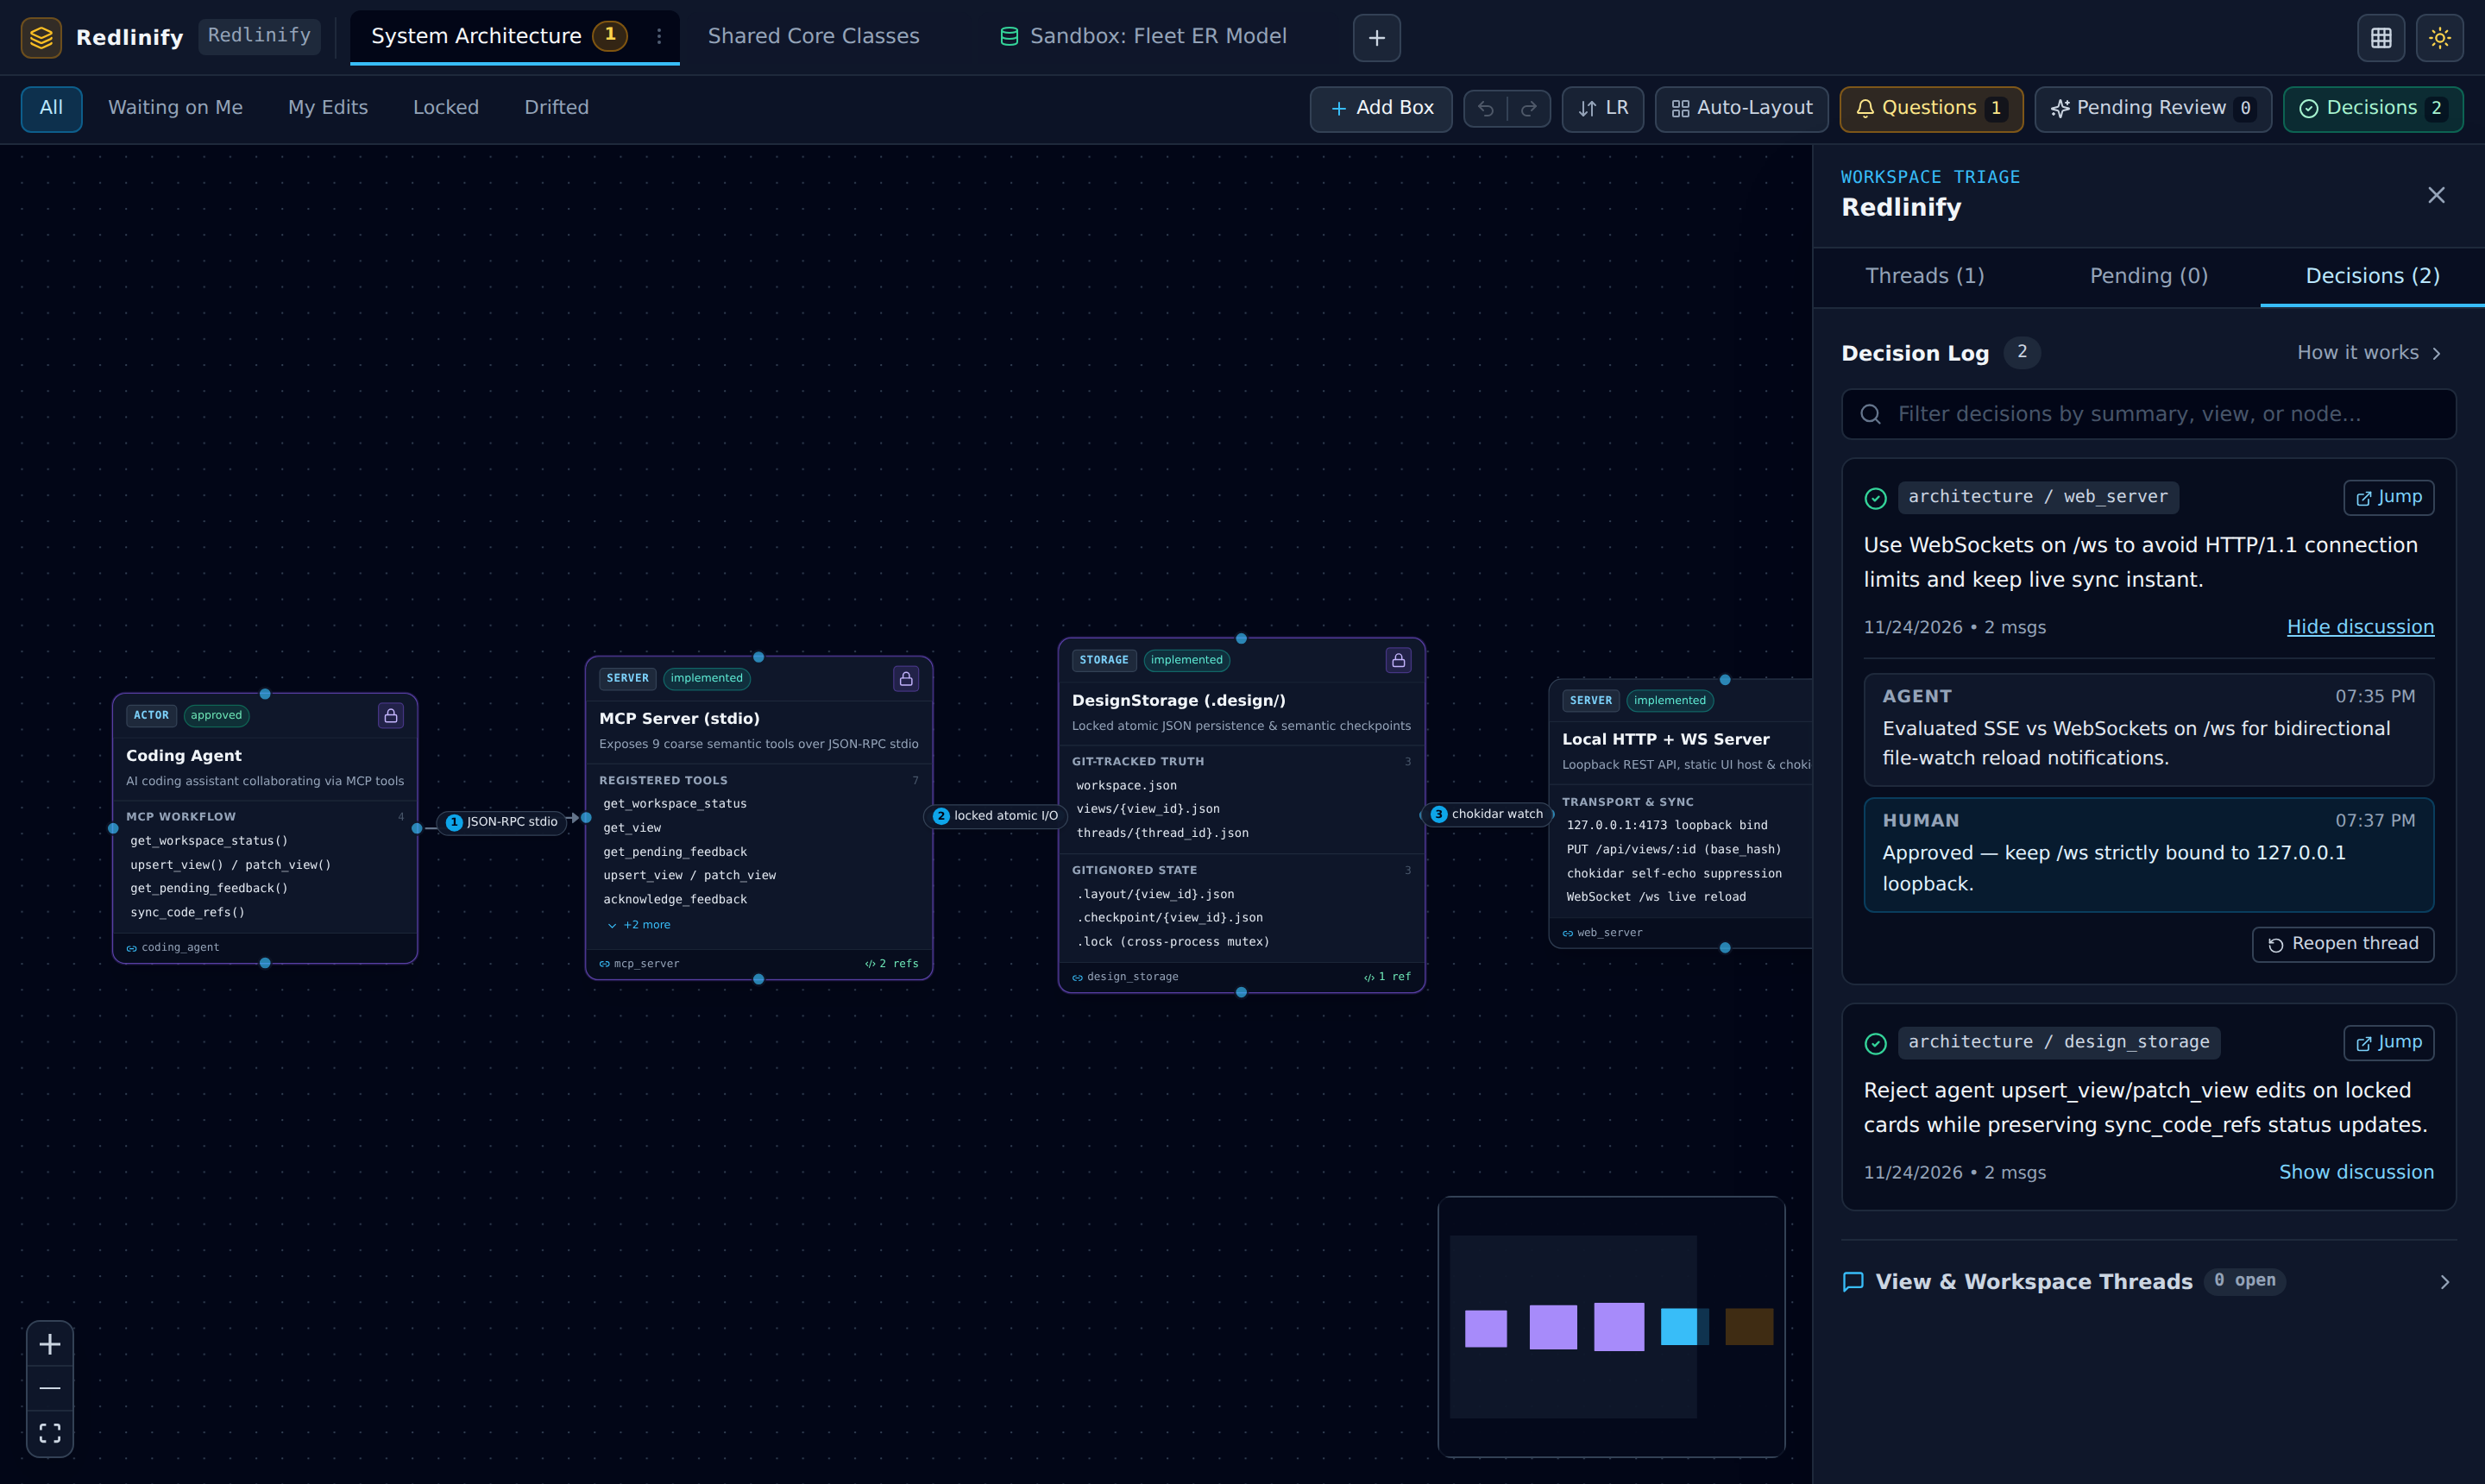 Redlinify Redlinify System Architecture 1 Shared Core Classes Sandbox: Fleet ER Model
All Waiting on Me My Edits Locked Drifted Add Box LR Auto-Layout Questions 1 Pending Review 0 Decisions 2
ACTOR approved
Coding Agent
AI coding assistant collaborating via MCP tools
MCP WORKFLOW 4
get_workspace_status()
upsert_view() / patch_view()
get_pending_feedback()
sync_code_refs()
coding_agent
1 JSON-RPC stdio
SERVER implemented
MCP Server (stdio)
Exposes 9 coarse semantic tools over JSON-RPC stdio
REGISTERED TOOLS 7
get_workspace_status
get_view
get_pending_feedback
upsert_view / patch_view
acknowledge_feedback
+2 more
mcp_server 2 refs
2 locked atomic I/O
STORAGE implemented
DesignStorage (.design/)
Locked atomic JSON persistence & semantic checkpoints
GIT-TRACKED TRUTH 3
workspace.json
views/{view_id}.json
threads/{thread_id}.json
GITIGNORED STATE 3
.layout/{view_id}.json
.checkpoint/{view_id}.json
.lock (cross-process mutex)
design_storage 1 ref
3 chokidar watch
SERVER implemented
Local HTTP + WS Server
Loopback REST API, static UI host & choki
TRANSPORT & SYNC
127.0.0.1:4173 loopback bind
PUT /api/views/:id (base_hash)
chokidar self-echo suppression
WebSocket /ws live reload
web_server
WORKSPACE TRIAGE
Redlinify
Threads (1) Pending (0) Decisions (2)
Decision Log 2 How it works
Filter decisions by summary, view, or node...
architecture / web_server Jump
Use WebSockets on /ws to avoid HTTP/1.1 connection
limits and keep live sync instant.
11/24/2026 • 2 msgs Hide discussion
AGENT 07:35 PM
Evaluated SSE vs WebSockets on /ws for bidirectional
file-watch reload notifications.
HUMAN 07:37 PM
Approved — keep /ws strictly bound to 127.0.0.1
loopback.
Reopen thread
architecture / design_storage Jump
Reject agent upsert_view/patch_view edits on locked
cards while preserving sync_code_refs status updates.
11/24/2026 • 2 msgs Show discussion
View & Workspace Threads 0 open